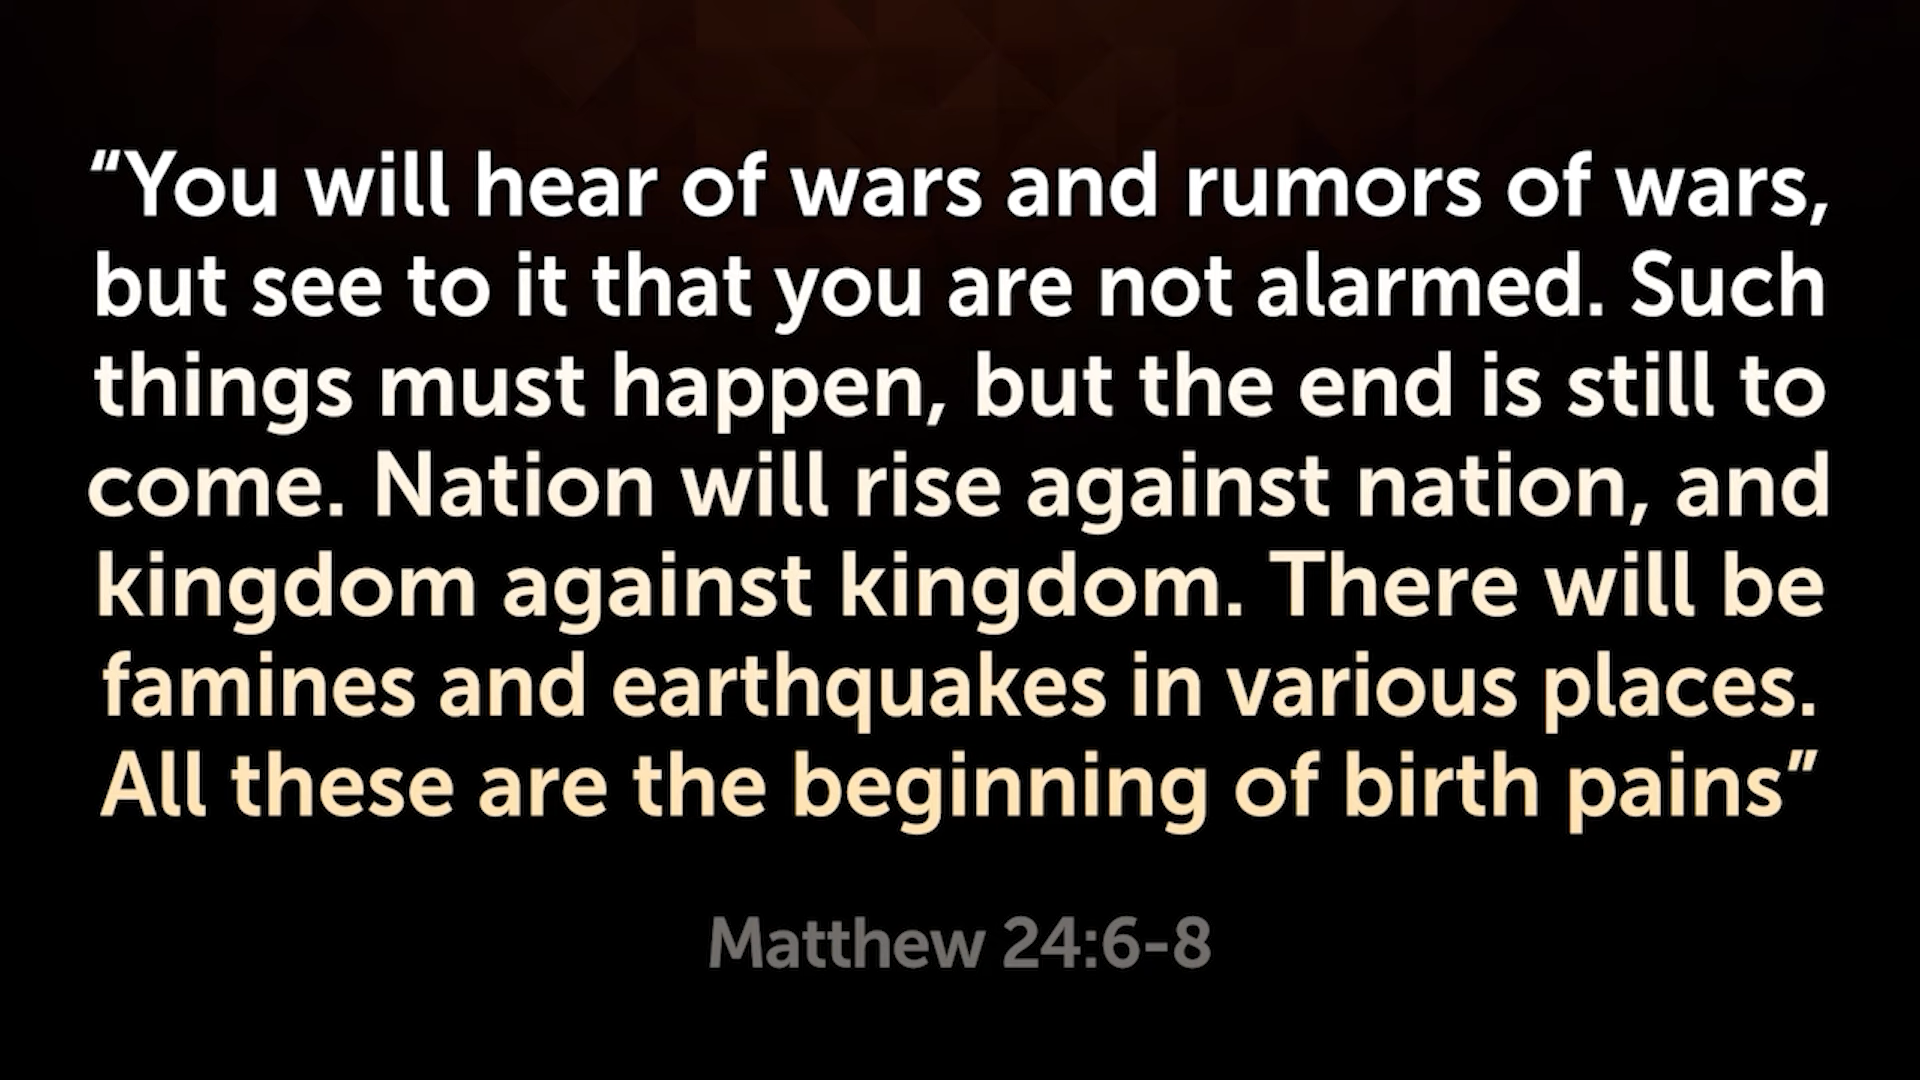 “You will hear of wars and rumors of wars,
but see to it that you are not alarmed. Such
things must happen, but the end is still to
come. Nation will rise against nation, and
kingdom against kingdom. There will be
famines and earthquakes in various places.
All these are the beginning of birth pains”
Matthew 24:6-8